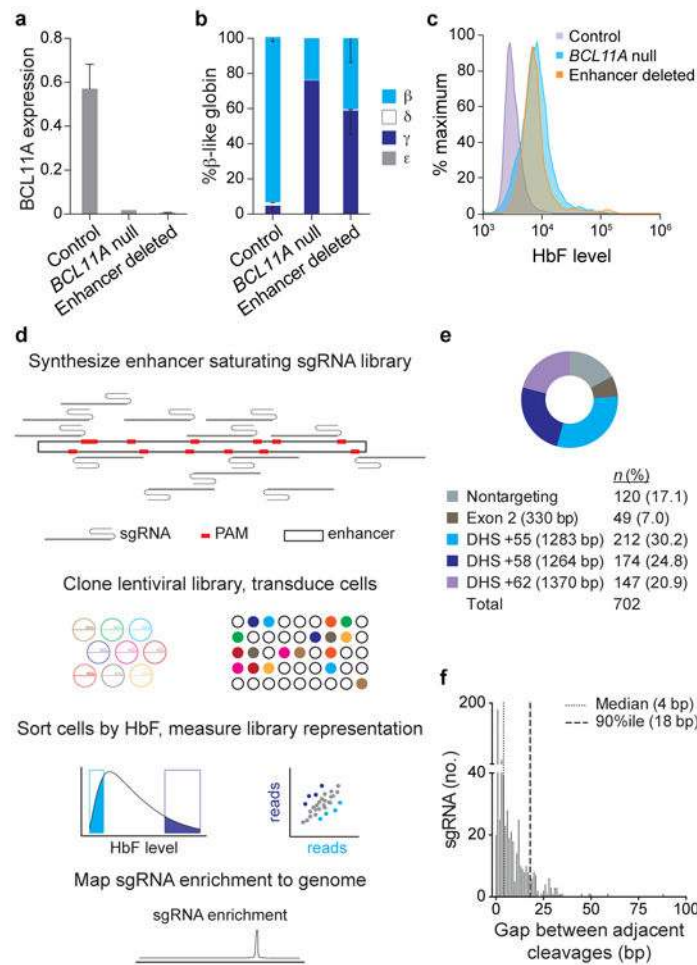 a
BCL11A expression
0.8
0.6
0.4
0.2
0
Control
BCL11A null
Enhancer deleted
b
%β-like globin
100
80
60
40
20
0
Control
BCL11A null
Enhancer deleted
β
δ
γ
ε
c
Control
BCL11A null
Enhancer deleted
% maximum
100
80
60
40
20
0
10³ 10⁴ 10⁵ 10⁶
HbF level
d
Synthesize enhancer saturating sgRNA library
sgRNA PAM enhancer
Clone lentiviral library, transduce cells
Sort cells by HbF, measure library representation
HbF level
reads
reads
Map sgRNA enrichment to genome
sgRNA enrichment
e
n (%)
Nontargeting 120 (17.1)
Exon 2 (330 bp) 49 (7.0)
DHS +55 (1283 bp) 212 (30.2)
DHS +58 (1264 bp) 174 (24.8)
DHS +62 (1370 bp) 147 (20.9)
Total 702
f
Median (4 bp)
90%ile (18 bp)
sgRNA (no.)
200
40
20
0
0 25 50 75 100
Gap between adjacent
cleavages (bp)